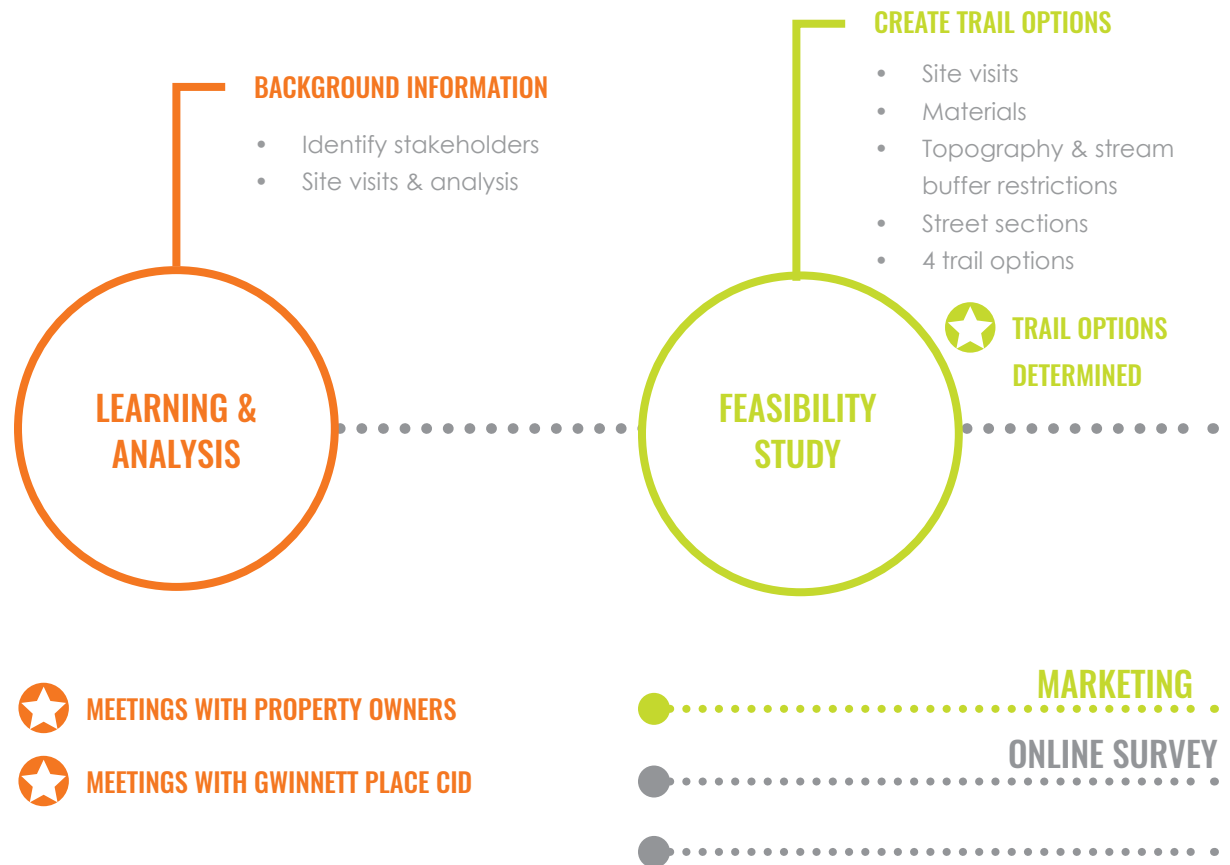 BACKGROUND INFORMATION
• Identify stakeholders
• Site visits & analysis
LEARNING &
ANALYSIS
CREATE TRAIL OPTIONS
• Site visits
• Materials
• Topography & stream
buffer restrictions
• Street sections
• 4 trail options
TRAIL OPTIONS
DETERMINED
FEASIBILITY
STUDY
MEETINGS WITH PROPERTY OWNERS
MEETINGS WITH GWINNETT PLACE CID
MARKETING
ONLINE SURVEY